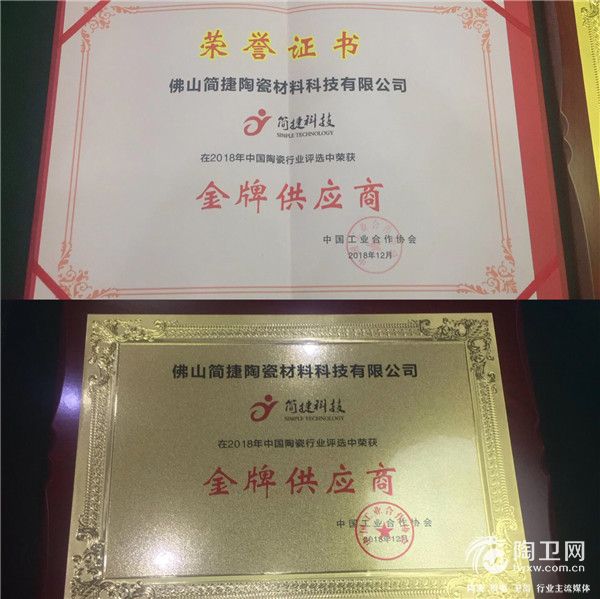 荣誉证书
佛山简捷陶瓷材料科技有限公司
简捷科技
SIMPLE TECHNOLOGY
在2018年中国陶瓷行业评选中荣获
金牌供应商
中国工业合作协会
2018年12月
佛山简捷陶瓷材料科技有限公司
简捷科技
SIMPLE TECHNOLOGY
在2018年中国陶瓷行业评选中荣获
金牌供应商
中国工业合作协会
2018年12月
陶卫网
www.fywxw.com.cn